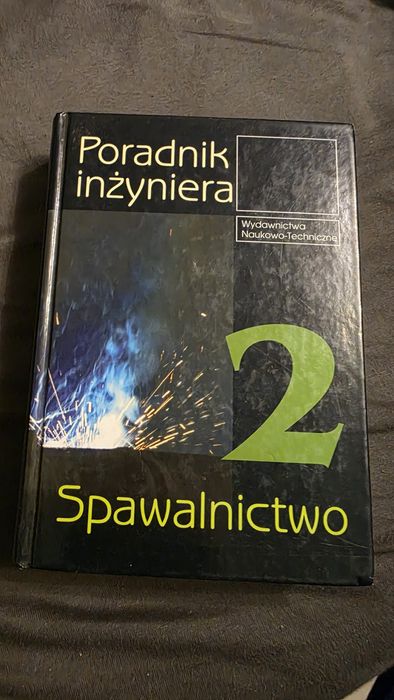 Poradnik
inżyniera
Wydawnictwa
Naukowo-Techniczne
2
Spawalnictwo